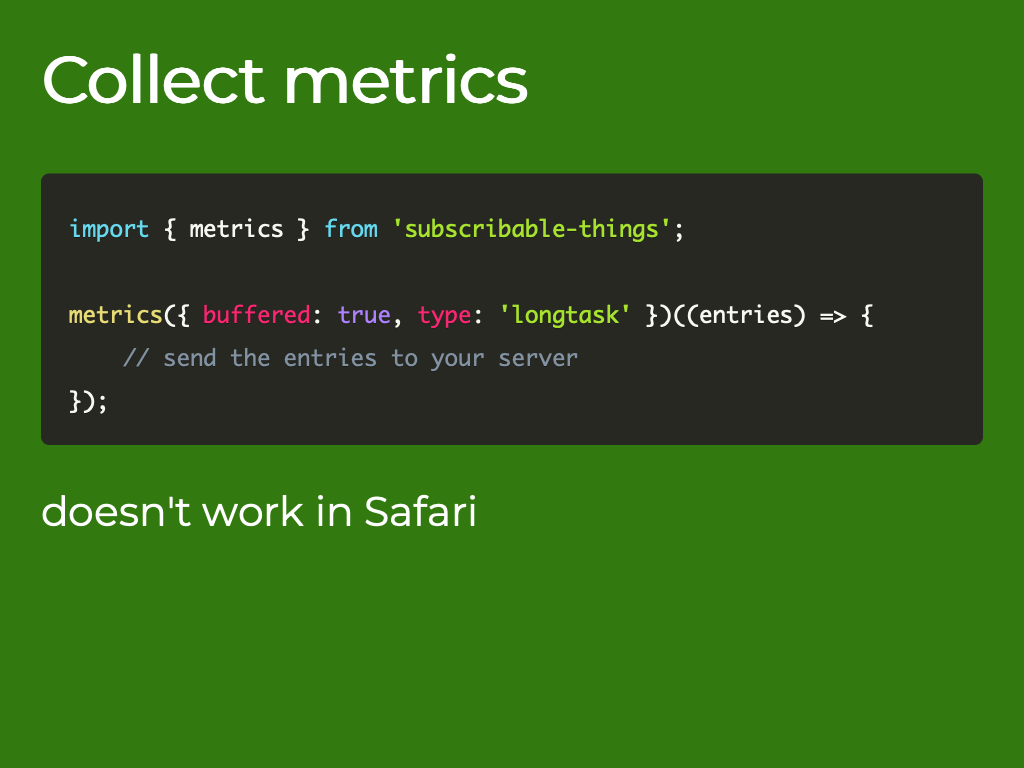 Collect metrics
import { metrics } from 'subscribable-things';
metrics({ buffered: true, type: 'longtask' })((entries) => {
// send the entries to your server
});
doesn't work in Safari